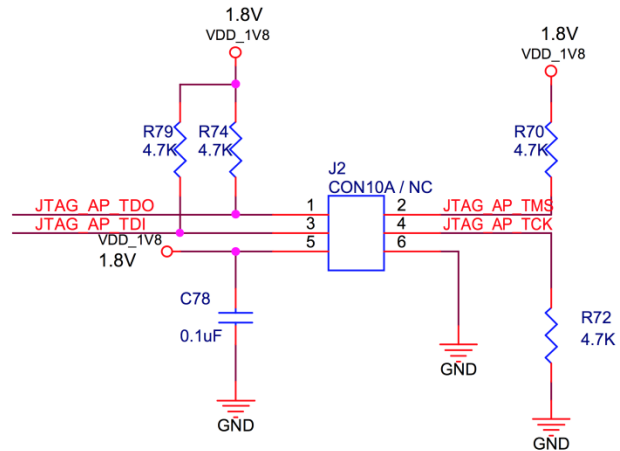 1.8V
VDD_1V8
1.8V
VDD_1V8
R79
4.7K
R74
4.7K
R70
4.7K
J2
CON10A / NC
JTAG_AP_TDO
1
2
JTAG_AP_TMS
JTAG_AP_TDI
3
4
JTAG_AP_TCK
VDD_1V8
1.8V
5
6
C78
0.1uF
R72
4.7K
GND
GND
GND